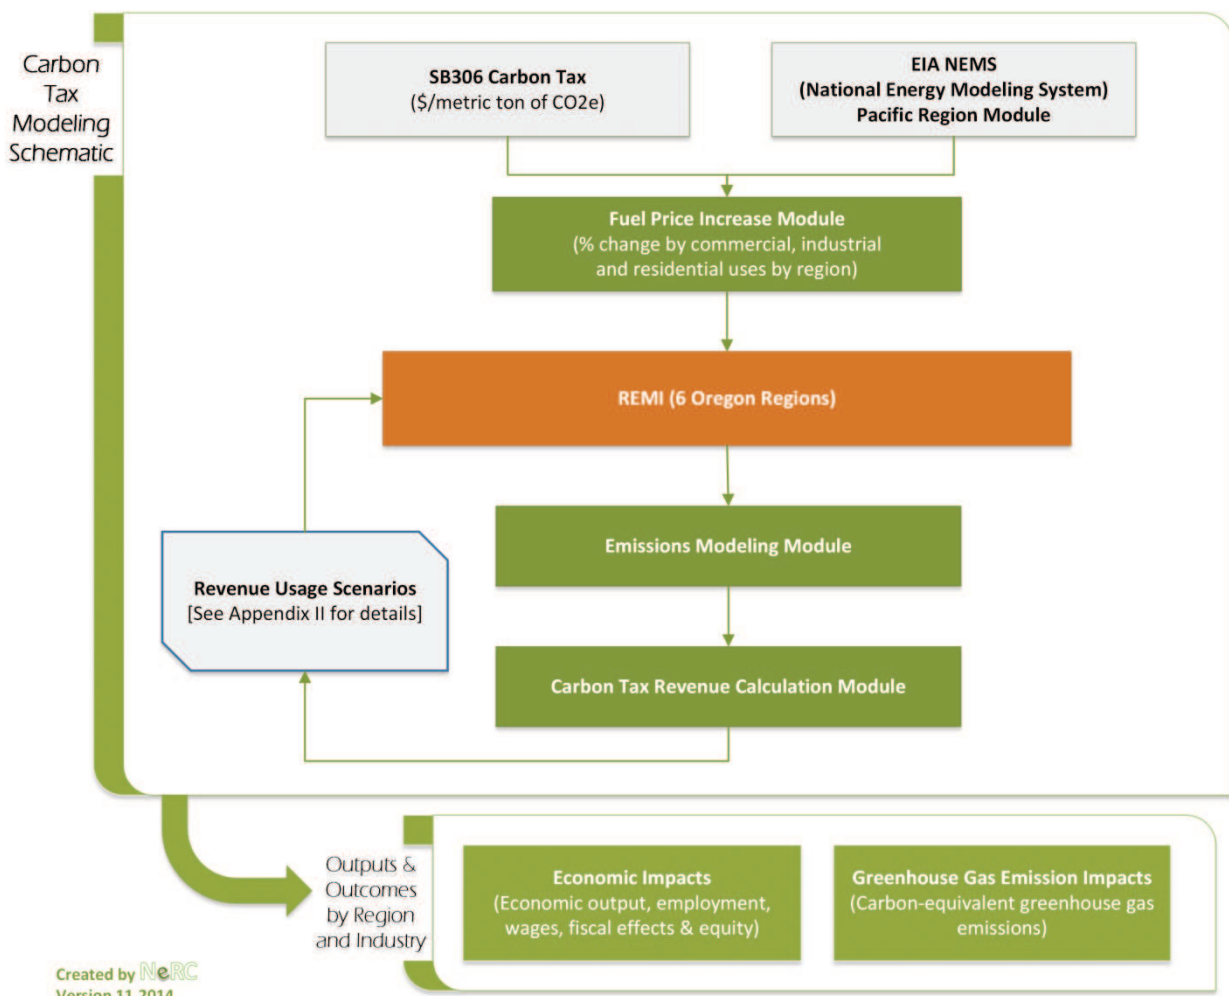 Carbon
Tax
Modeling
Schematic
SB306 Carbon Tax
($/metric ton of CO2e)
EIA NEMS
(National Energy Modeling System)
Pacific Region Module
Fuel Price Increase Module
(% change by commercial, industrial
and residential uses by region)
REMI (6 Oregon Regions)
Emissions Modeling Module
Revenue Usage Scenarios
[See Appendix II for details]
Carbon Tax Revenue Calculation Module
Outputs &
Outcomes
by Region
and Industry
Economic Impacts
(Economic output, employment,
wages, fiscal effects & equity)
Greenhouse Gas Emission Impacts
(Carbon-equivalent greenhouse gas
emissions)
Created by NeRC
Version 11.2014